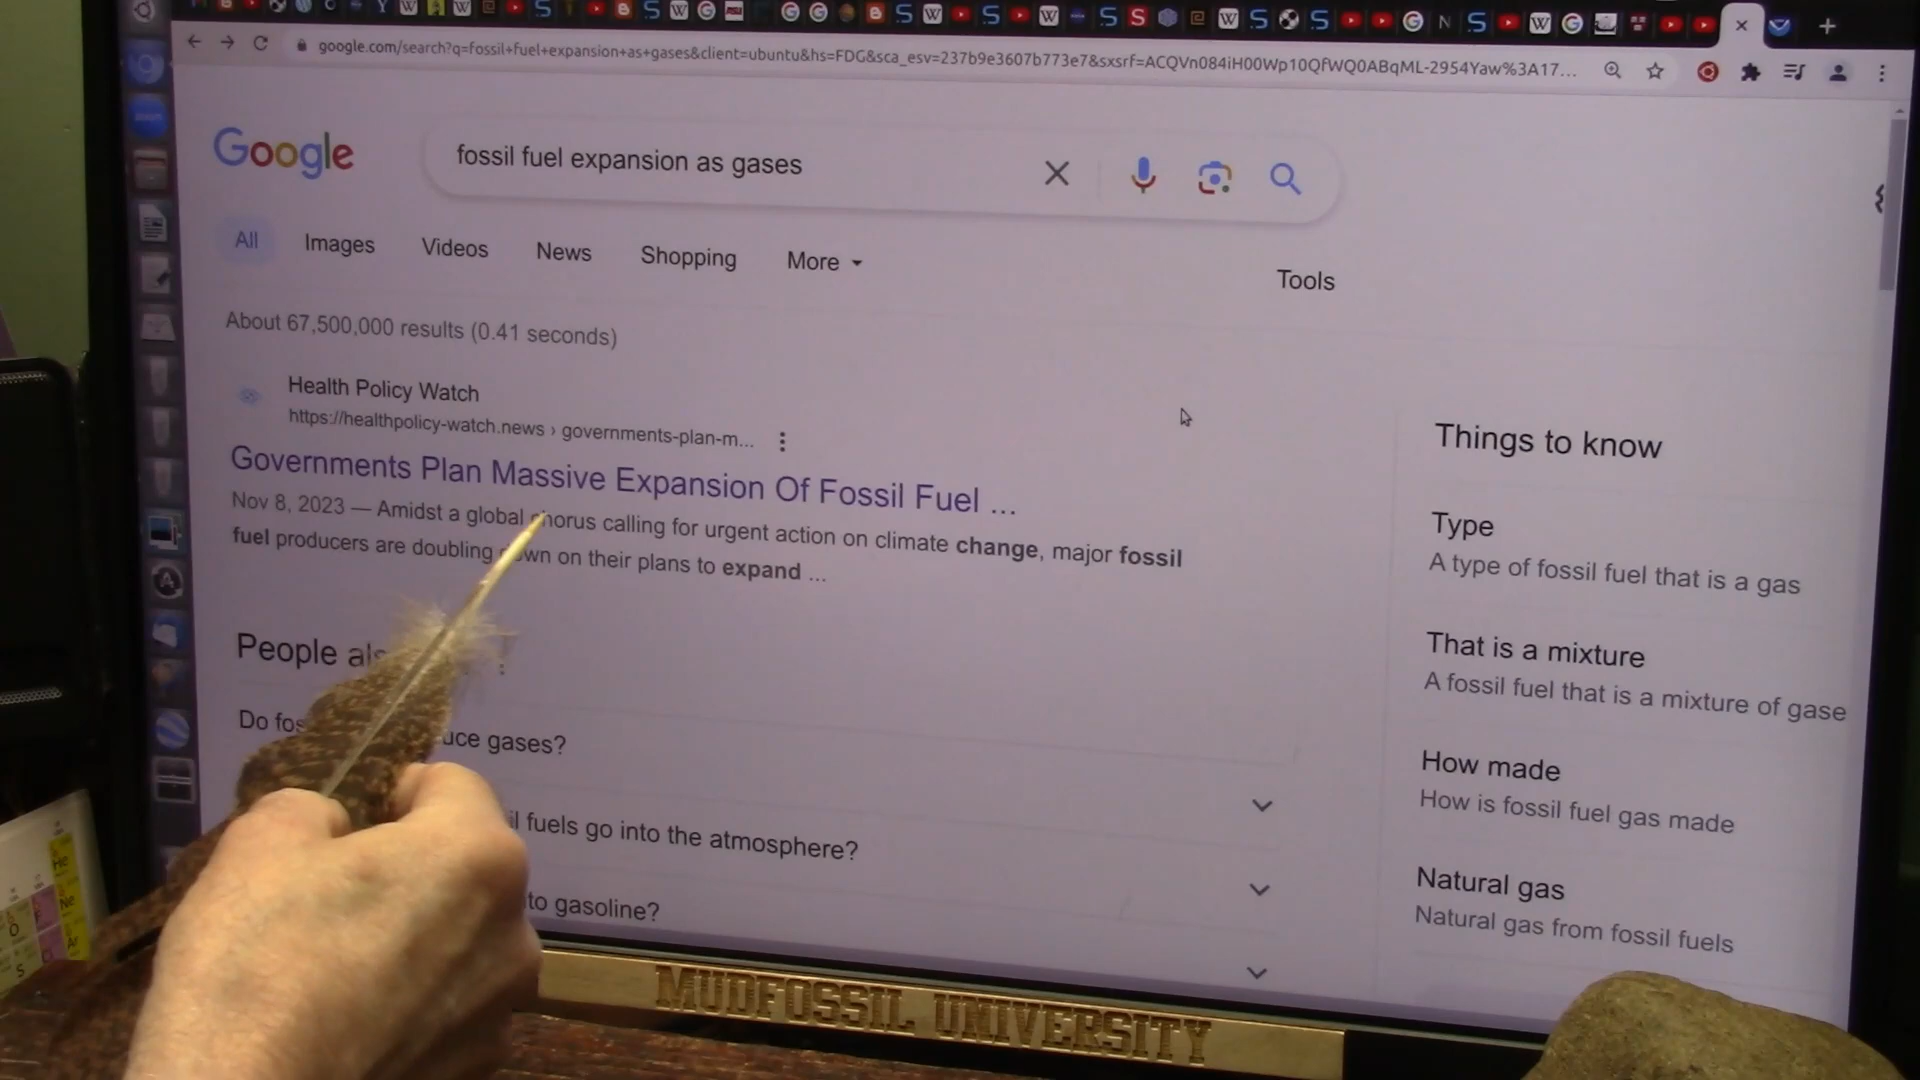 google.com/search?q=fossil+fuel+expansion+as+gases&client=ubuntu&hs=FDG&sca_esv=237b9e3607b773e7&sxsrf=ACQVn084iH00Wp10QfWQ0ABqML-2954Yaw%3A17...
Google
fossil fuel expansion as gases
All Images Videos News Shopping More
Tools
About 67,500,000 results (0.41 seconds)
Health Policy Watch
https://healthpolicy-watch.news › governments-plan-m...
Governments Plan Massive Expansion Of Fossil Fuel ...
Nov 8, 2023 — Amidst a global chorus calling for urgent action on climate change, major fossil
fuel producers are doubling down on their plans to expand ...
People
Do gases?
fuels go into the atmosphere?
to gasoline?
Things to know
Type
A type of fossil fuel that is a gas
That is a mixture
A fossil fuel that is a mixture of gase
How made
How is fossil fuel gas made
Natural gas
Natural gas from fossil fuels
MUDFOSSIL UNIVERSITY
He
Ne
Ar
O
S